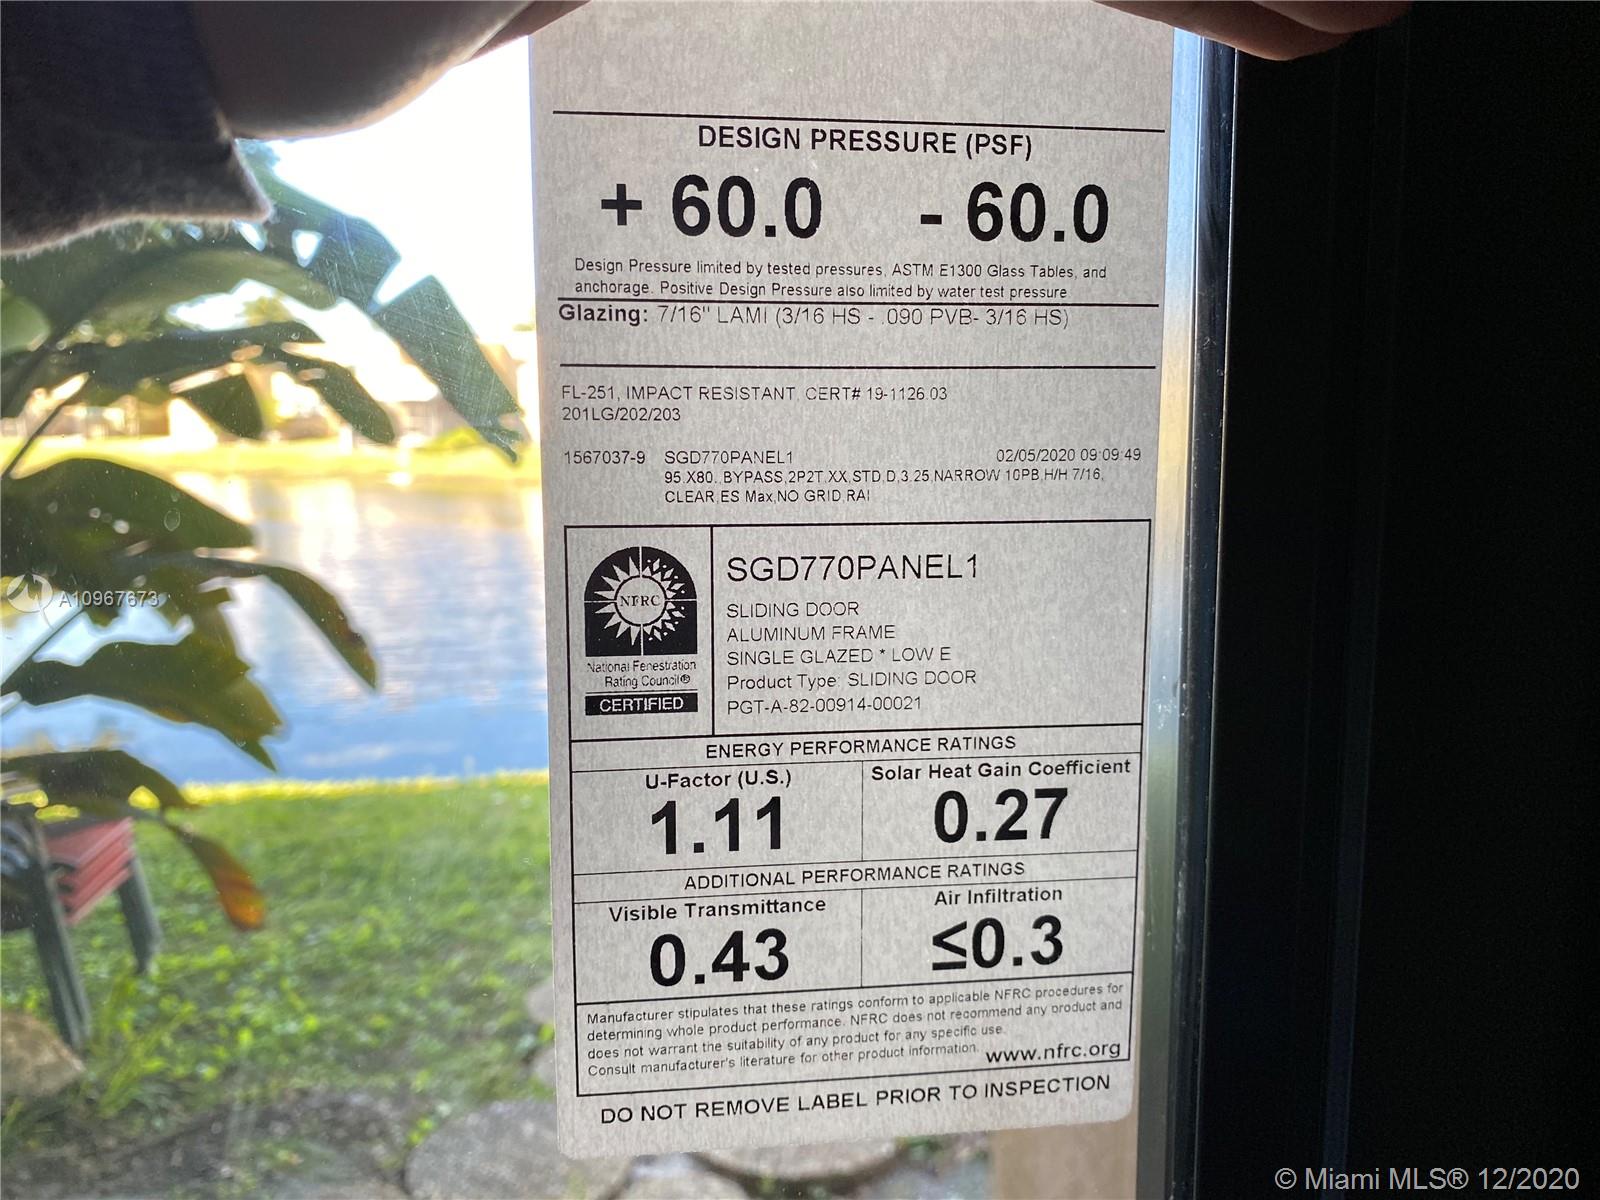 DESIGN PRESSURE (PSF)
+ 60.0 - 60.0
Design Pressure limited by tested pressures, ASTM E1300 Glass Tables, and
anchorage. Positive Design Pressure also limited by water test pressure
Glazing: 7/16" LAMI (3/16 HS - .090 PVB- 3/16 HS)
FL-251, IMPACT RESISTANT, CERT# 19-1126.03
201LG/202/203
1567037-9 SGD770PANEL1 02/05/2020 09:09:49
95.X80.,BYPASS,2P2T,XX,STD,D,3.25,NARROW 10PB,H/H 7/16,
CLEAR,ES Max,NO GRID,RAI
NFRC
National Fenestration
Rating Council®
CERTIFIED
SGD770PANEL1
SLIDING DOOR
ALUMINUM FRAME
SINGLE GLAZED * LOW E
Product Type: SLIDING DOOR
PGT-A-82-00914-00021
ENERGY PERFORMANCE RATINGS
U-Factor (U.S.) Solar Heat Gain Coefficient
1.11 0.27
ADDITIONAL PERFORMANCE RATINGS
Visible Transmittance Air Infiltration
0.43 ≤0.3
Manufacturer stipulates that these ratings conform to applicable NFRC procedures for
determining whole product performance. NFRC does not recommend any product and
does not warrant the suitability of any product for any specific use.
Consult manufacturer's literature for other product information. www.nfrc.org
DO NOT REMOVE LABEL PRIOR TO INSPECTION
A10967673
© Miami MLS® 12/2020